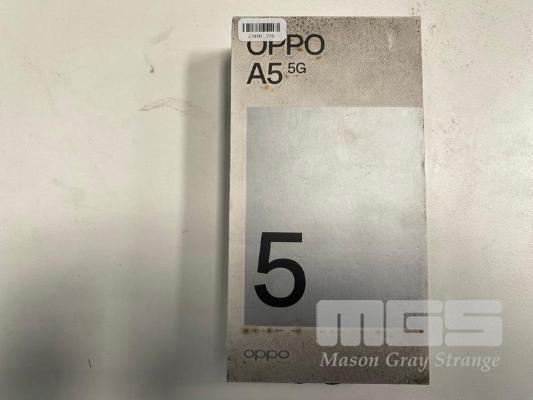 OPPO
A5 5G
5
oppo
MGS
Mason Gray Strange